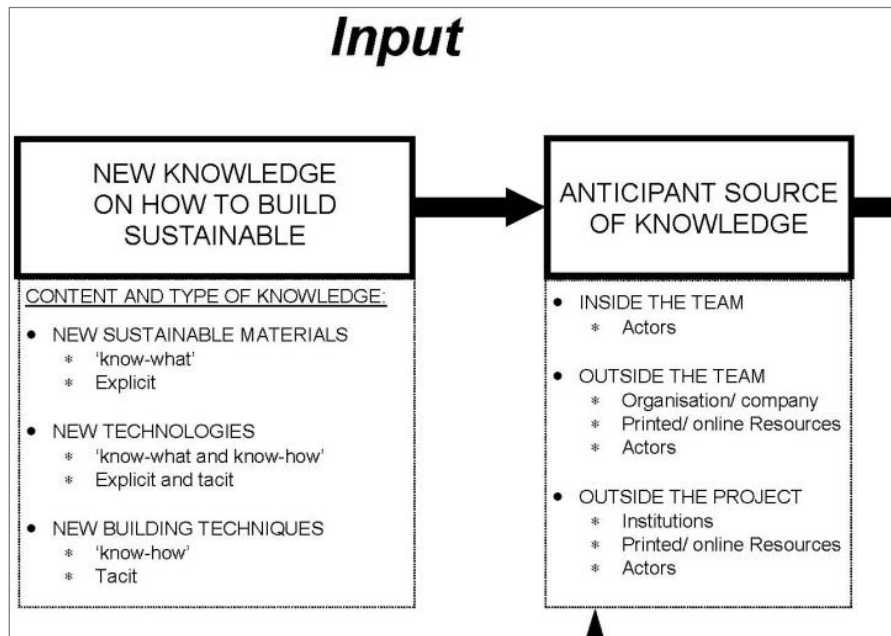 Input
NEW KNOWLEDGE
ON HOW TO BUILD
SUSTAINABLE
CONTENT AND TYPE OF KNOWLEDGE:
• NEW SUSTAINABLE MATERIALS
* ‘know-what’
* Explicit
• NEW TECHNOLOGIES
* ‘know-what and know-how’
* Explicit and tacit
• NEW BUILDING TECHNIQUES
* ‘know-how’
* Tacit
ANTICIPANT SOURCE
OF KNOWLEDGE
• INSIDE THE TEAM
* Actors
• OUTSIDE THE TEAM
* Organisation/ company
* Printed/ online Resources
* Actors
• OUTSIDE THE PROJECT
* Institutions
* Printed/ online Resources
* Actors